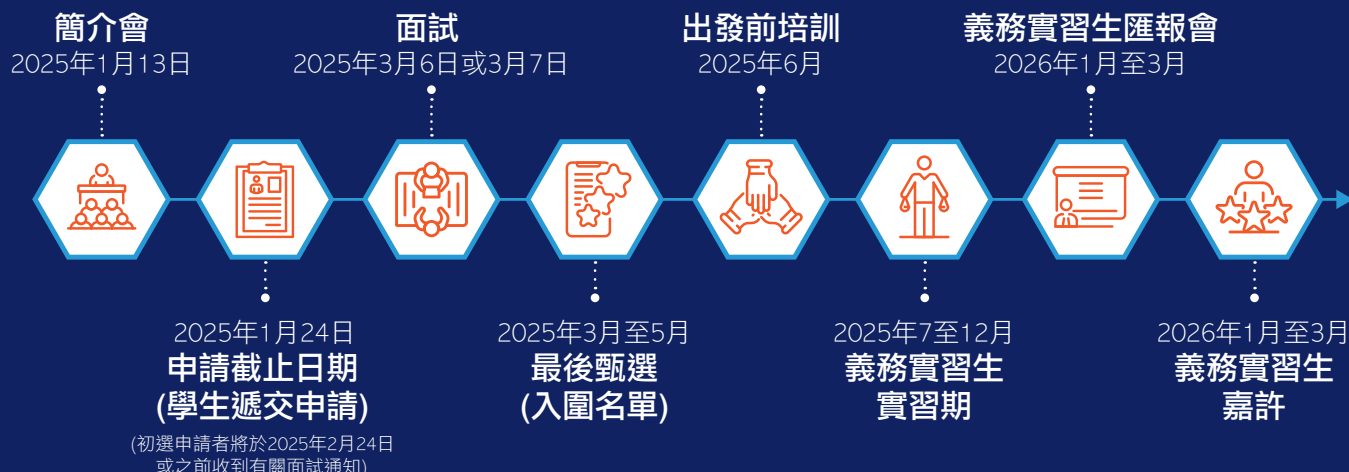 簡介會
2025年1月13日
面試
2025年3月6日或3月7日
出發前培訓
2025年6月
義務實習生匯報會
2026年1月至3月
2025年1月24日
申請截止日期
(學生遞交申請)
(初選申請者將於2025年2月24日
或之前收到有關面試通知)
2025年3月至5月
最後甄選
(入圍名單)
2025年7至12月
義務實習生
實習期
2026年1月至3月
義務實習生
嘉許